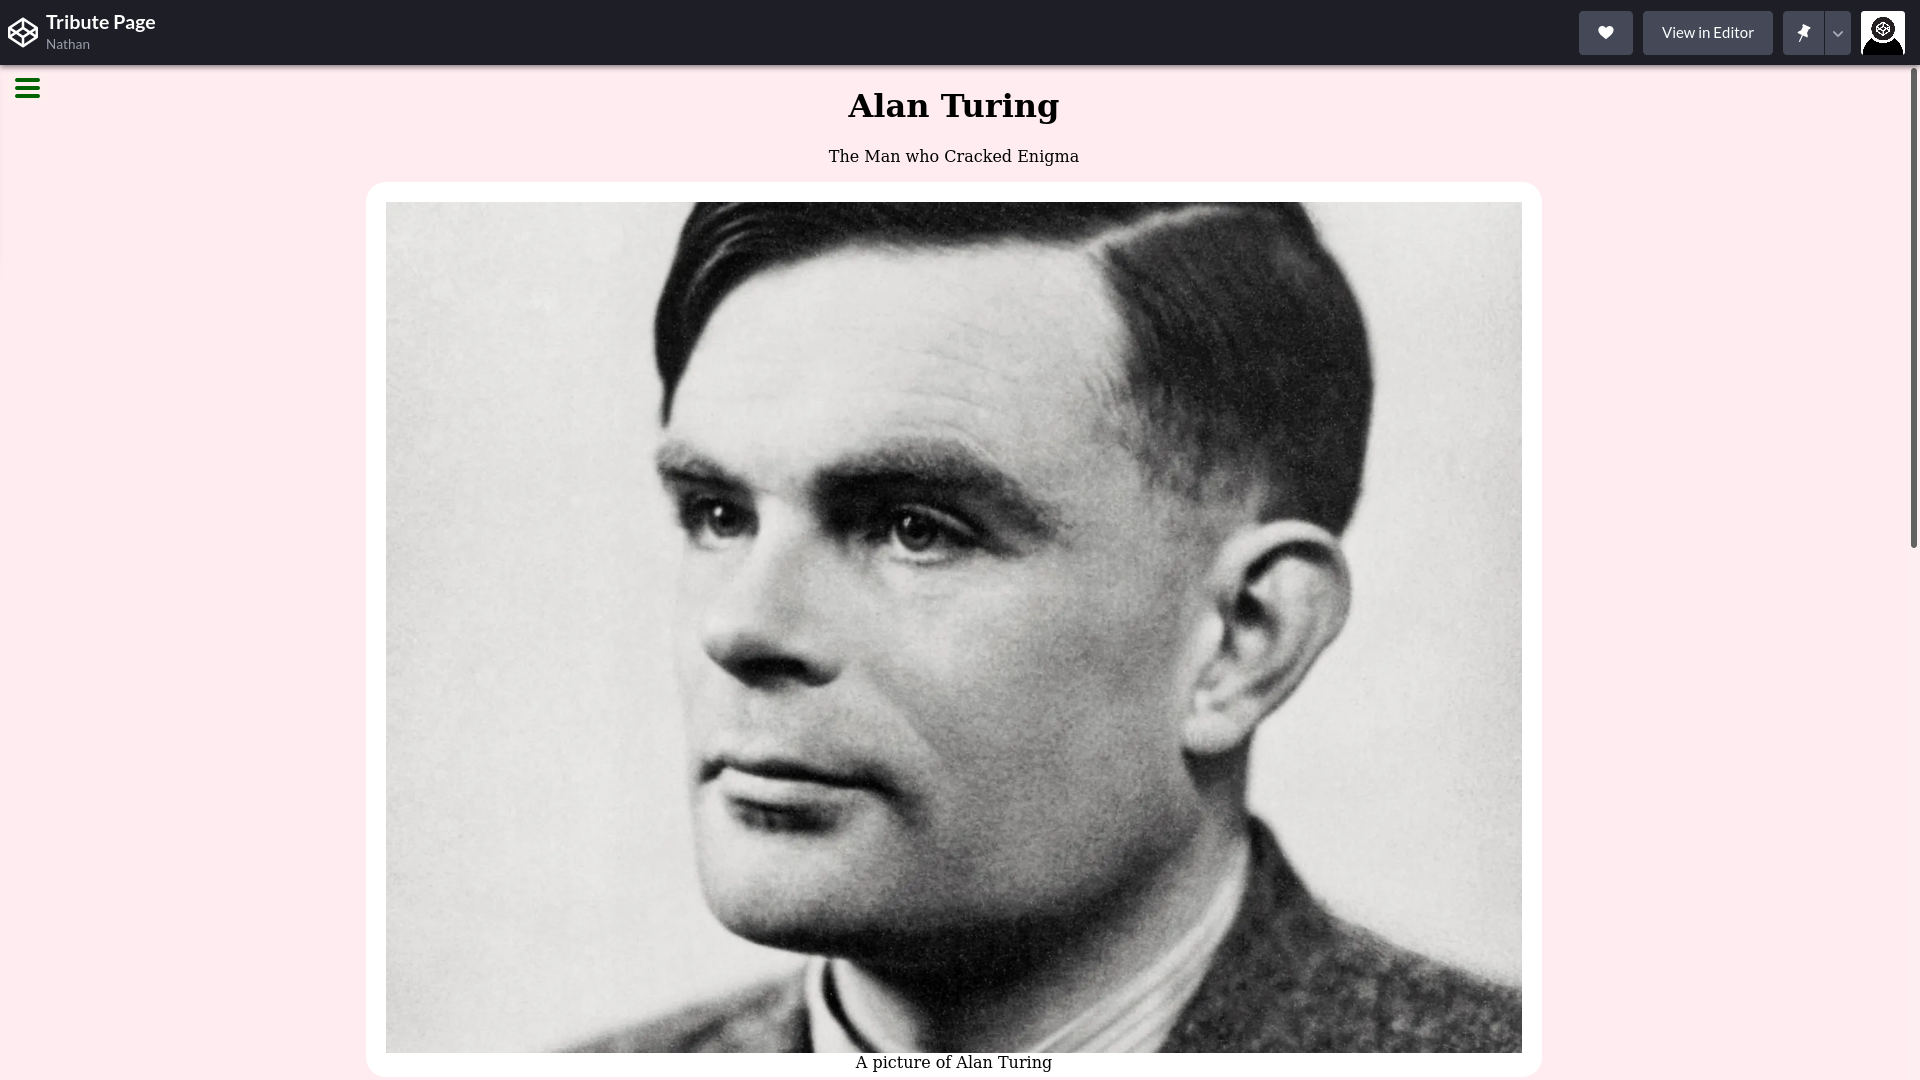 Tribute Page
Nathan
View in Editor
Alan Turing
The Man who Cracked Enigma
A picture of Alan Turing